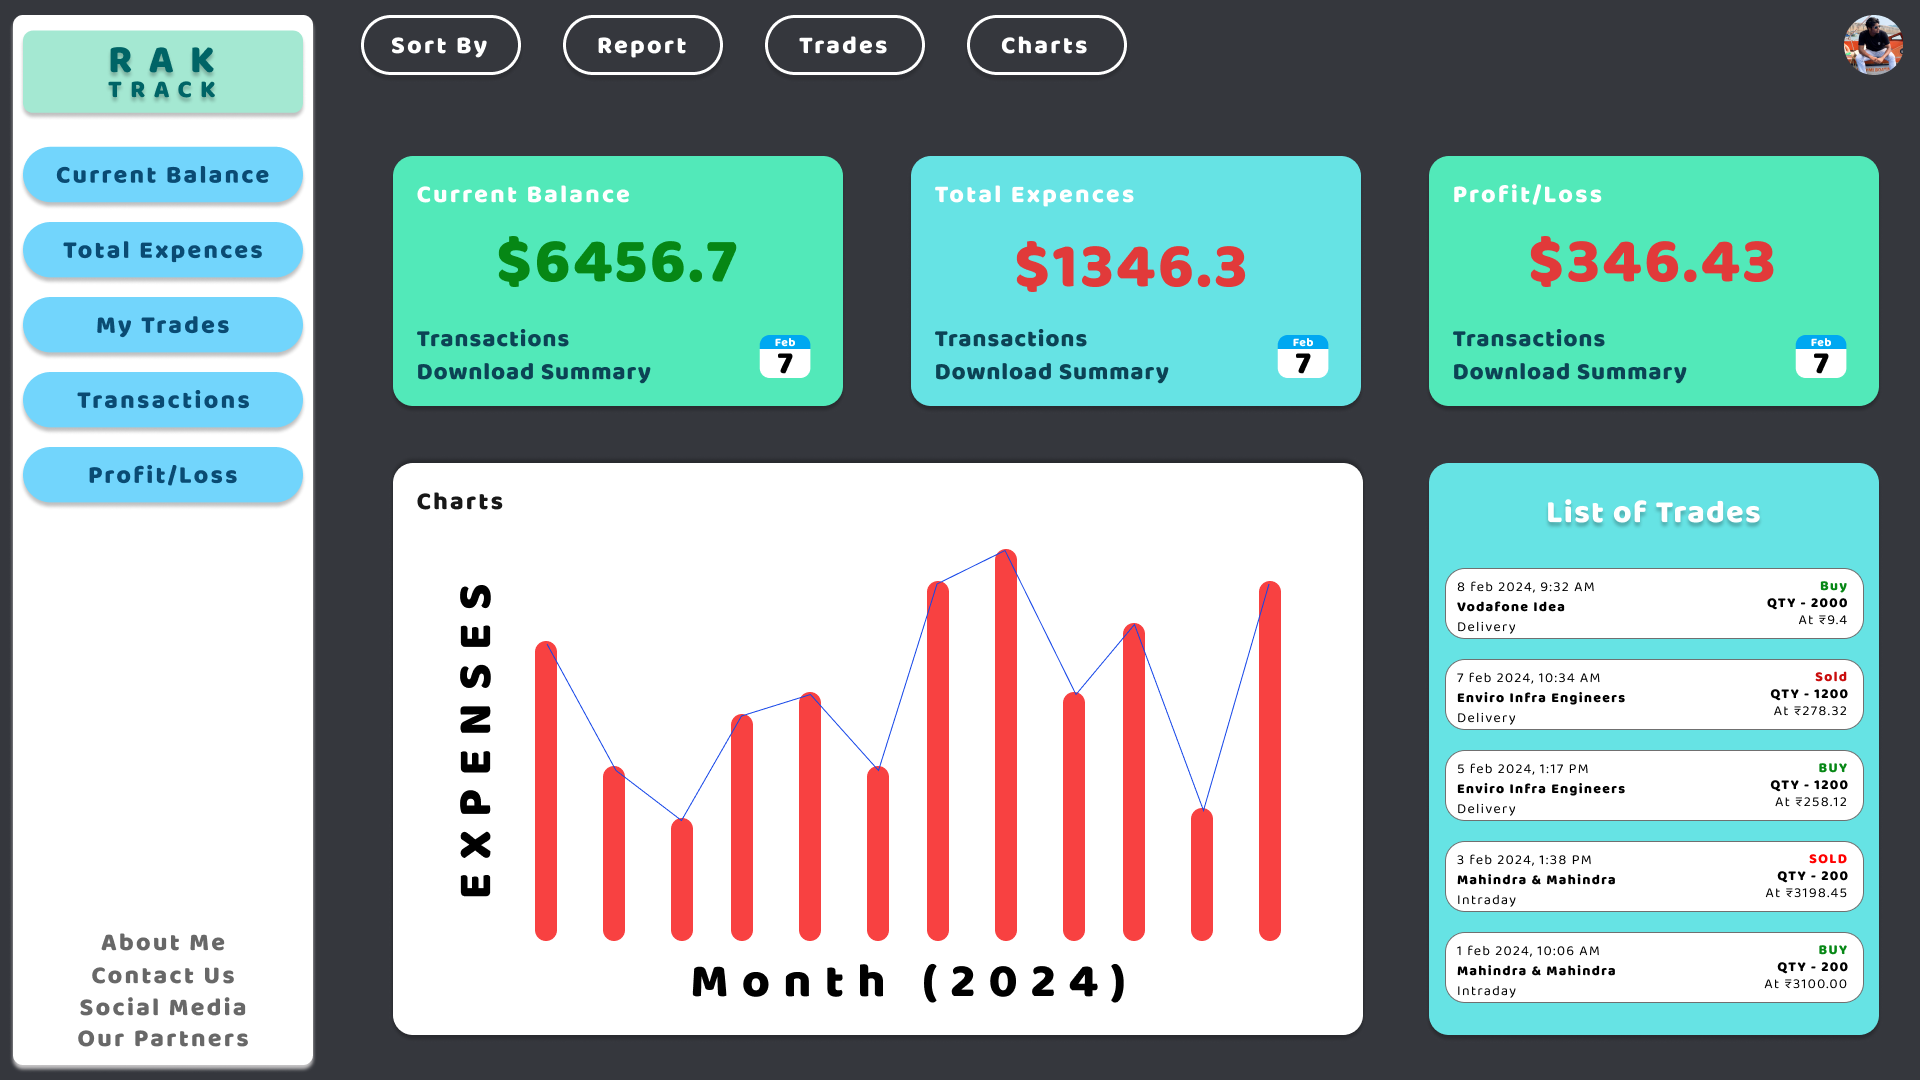 RAK
TRACK
Current Balance
Total Expences
My Trades
Transactions
Profit/Loss
About Me
Contact Us
Social Media
Our Partners
Sort By
Report
Trades
Charts
Current Balance
$6456.7
Transactions
Download Summary
Feb
7
Total Expences
$1346.3
Transactions
Download Summary
Feb
7
Profit/Loss
$346.43
Transactions
Download Summary
Feb
7
Charts
EXPENSES
Month (2024)
List of Trades
8 feb 2024, 9:32 AM
Buy
Vodafone Idea
QTY - 2000
Delivery
At ₹9.4
7 feb 2024, 10:34 AM
Sold
Enviro Infra Engineers
QTY - 1200
Delivery
At ₹278.32
5 feb 2024, 1:17 PM
BUY
Enviro Infra Engineers
QTY - 1200
Delivery
At ₹258.12
3 feb 2024, 1:38 PM
SOLD
Mahindra & Mahindra
QTY - 200
Intraday
At ₹3198.45
1 feb 2024, 10:06 AM
BUY
Mahindra & Mahindra
QTY - 200
Intraday
At ₹3100.00